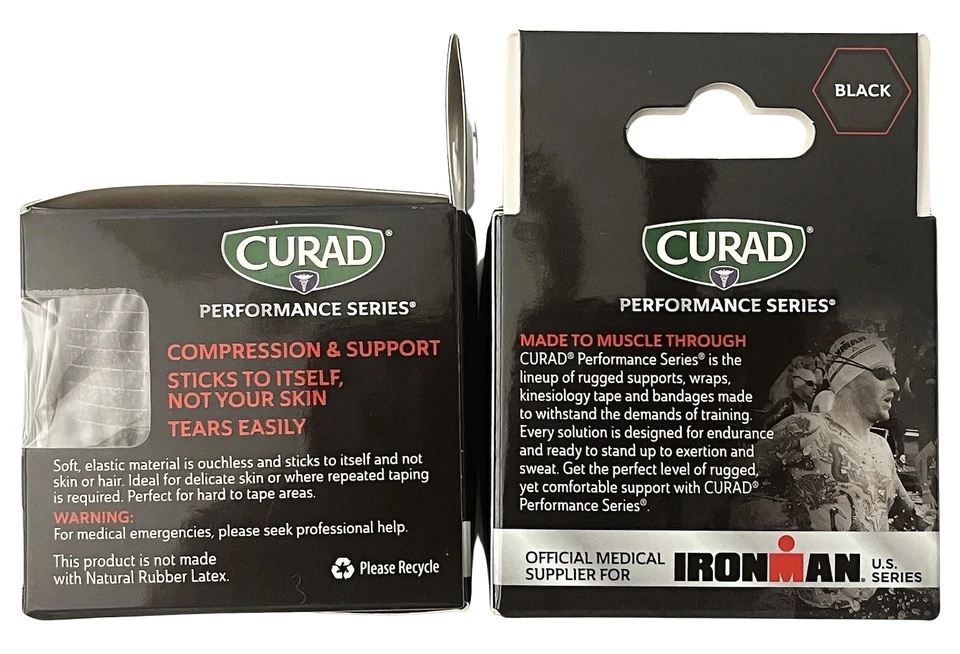 CURAD®
PERFORMANCE SERIES®
COMPRESSION & SUPPORT
STICKS TO ITSELF,
NOT YOUR SKIN
TEARS EASILY
Soft, elastic material is ouchless and sticks to itself and not
skin or hair. Ideal for delicate skin or where repeated taping
is required. Perfect for hard to tape areas.
WARNING:
For medical emergencies, please seek professional help.
This product is not made
with Natural Rubber Latex.
Please Recycle
3
BLACK
CURAD®
PERFORMANCE SERIES®
MADE TO MUSCLE THROUGH
CURAD® Performance Series® is the
lineup of rugged supports, wraps,
kinesiology tape and bandages made
to withstand the demands of training.
Every solution is designed for endurance
and ready to stand up to exertion and
sweat. Get the perfect level of rugged,
yet comfortable support with CURAD®
Performance Series®.
OFFICIAL MEDICAL
SUPPLIER FOR
IRONMAN®
U.S.
SERIES